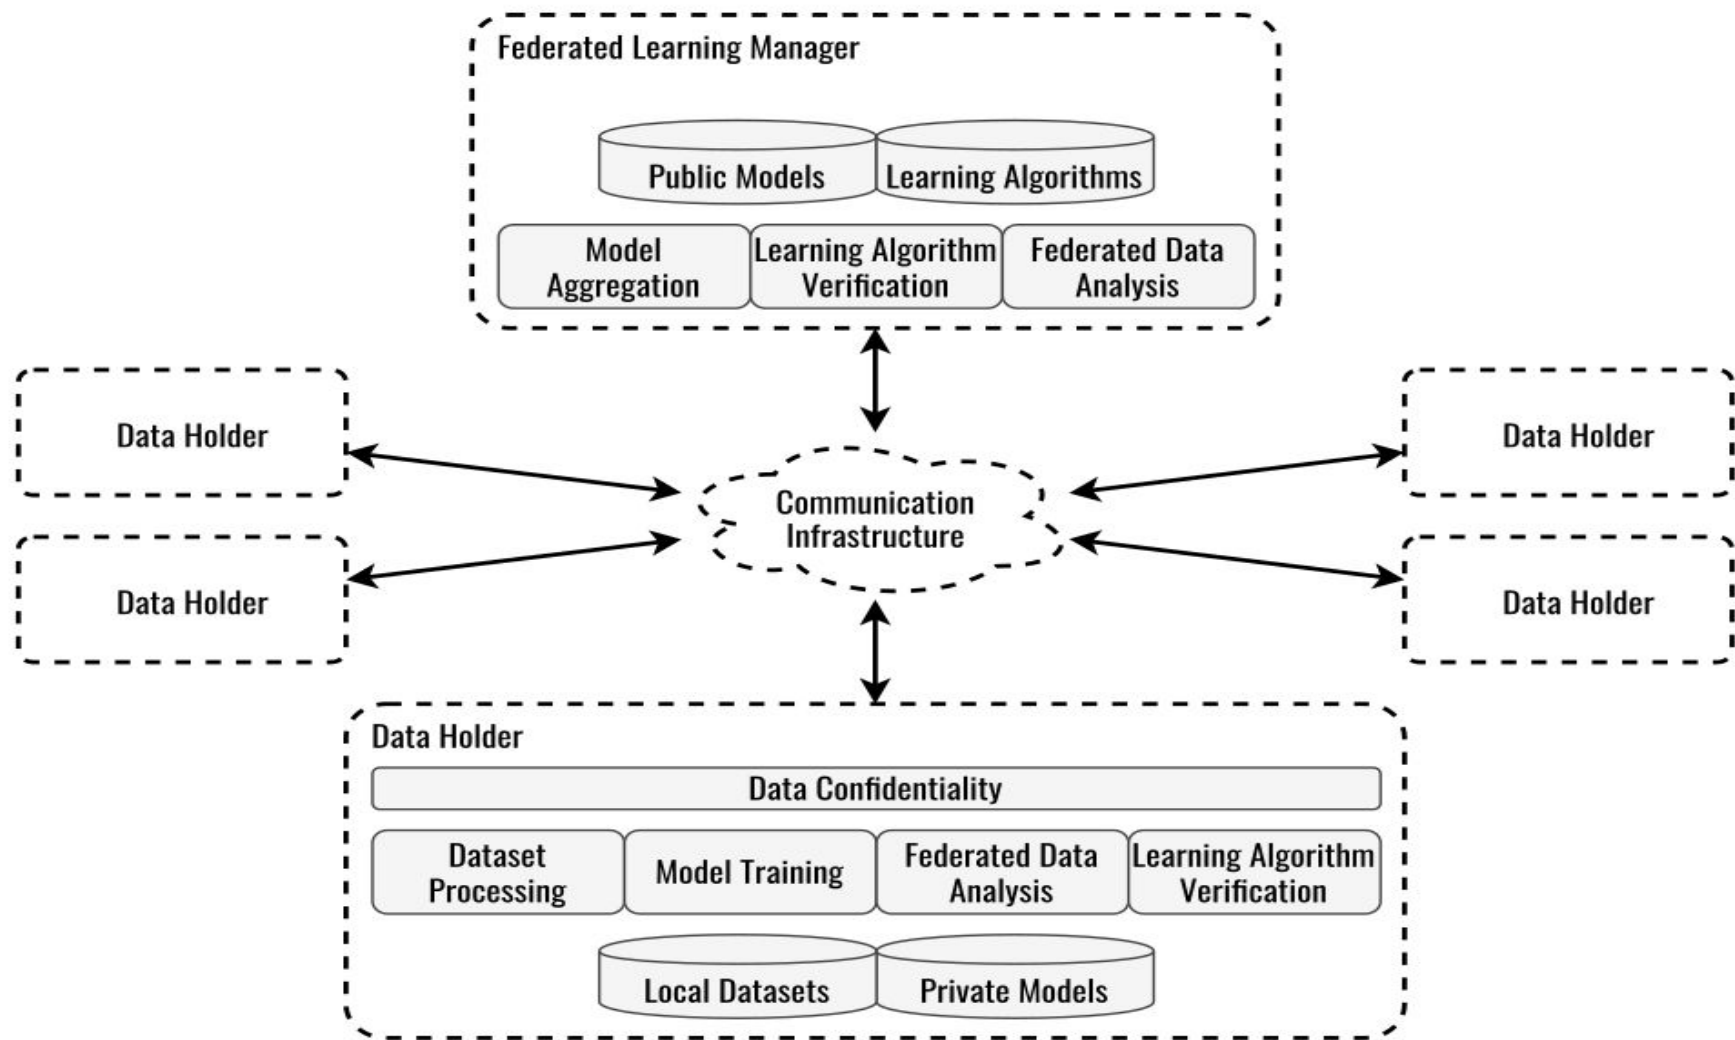 Federated Learning Manager
Public Models
Learning Algorithms
Model
Aggregation
Learning Algorithm
Verification
Federated Data
Analysis
Data Holder
Data Holder
Communication
Infrastructure
Data Holder
Data Holder
Data Holder
Data Confidentiality
Dataset
Processing
Model Training
Federated Data
Analysis
Learning Algorithm
Verification
Local Datasets
Private Models